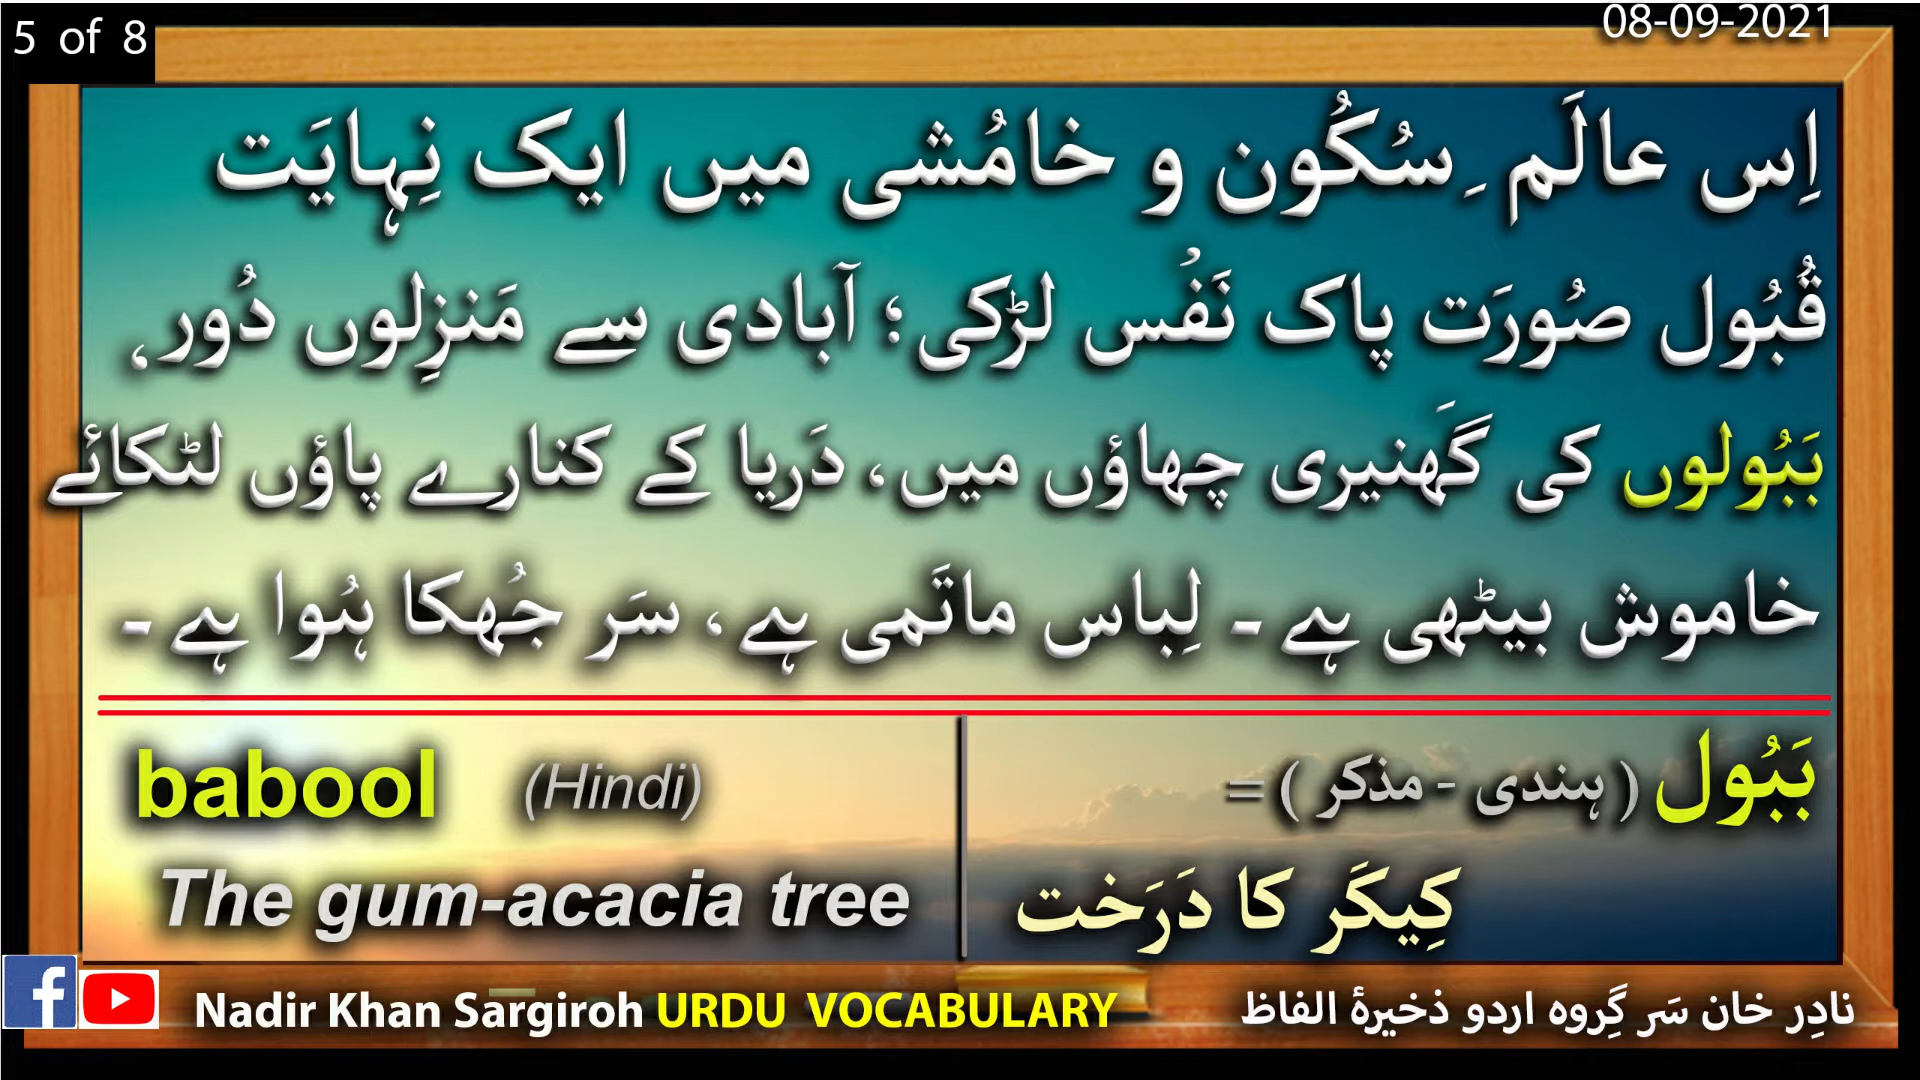 5 of 8
08-09-2021
اِس عالَم ِسُکُون و خامُشی میں ایک نِہایَت
قُبُول صُورَت پاک نَفْس لڑکی؛ آبادی سے مَنزِلوں دُور،
بَبُولوں کی گَھنیری چھاؤں میں، دَریا کے کنارے پاؤں لٹکائے
خاموش بیٹھی ہے۔ لِباس ماتَمی ہے، سَر جُھکا ہُوا ہے۔
بَبُول (ہندی - مذکر) =
کِیکَر کا دَرَخت
babool (Hindi)
The gum-acacia tree
Nadir Khan Sargiroh URDU VOCABULARY
نادِر خان سَر گِروہ اردو ذخیرۂ الفاظ